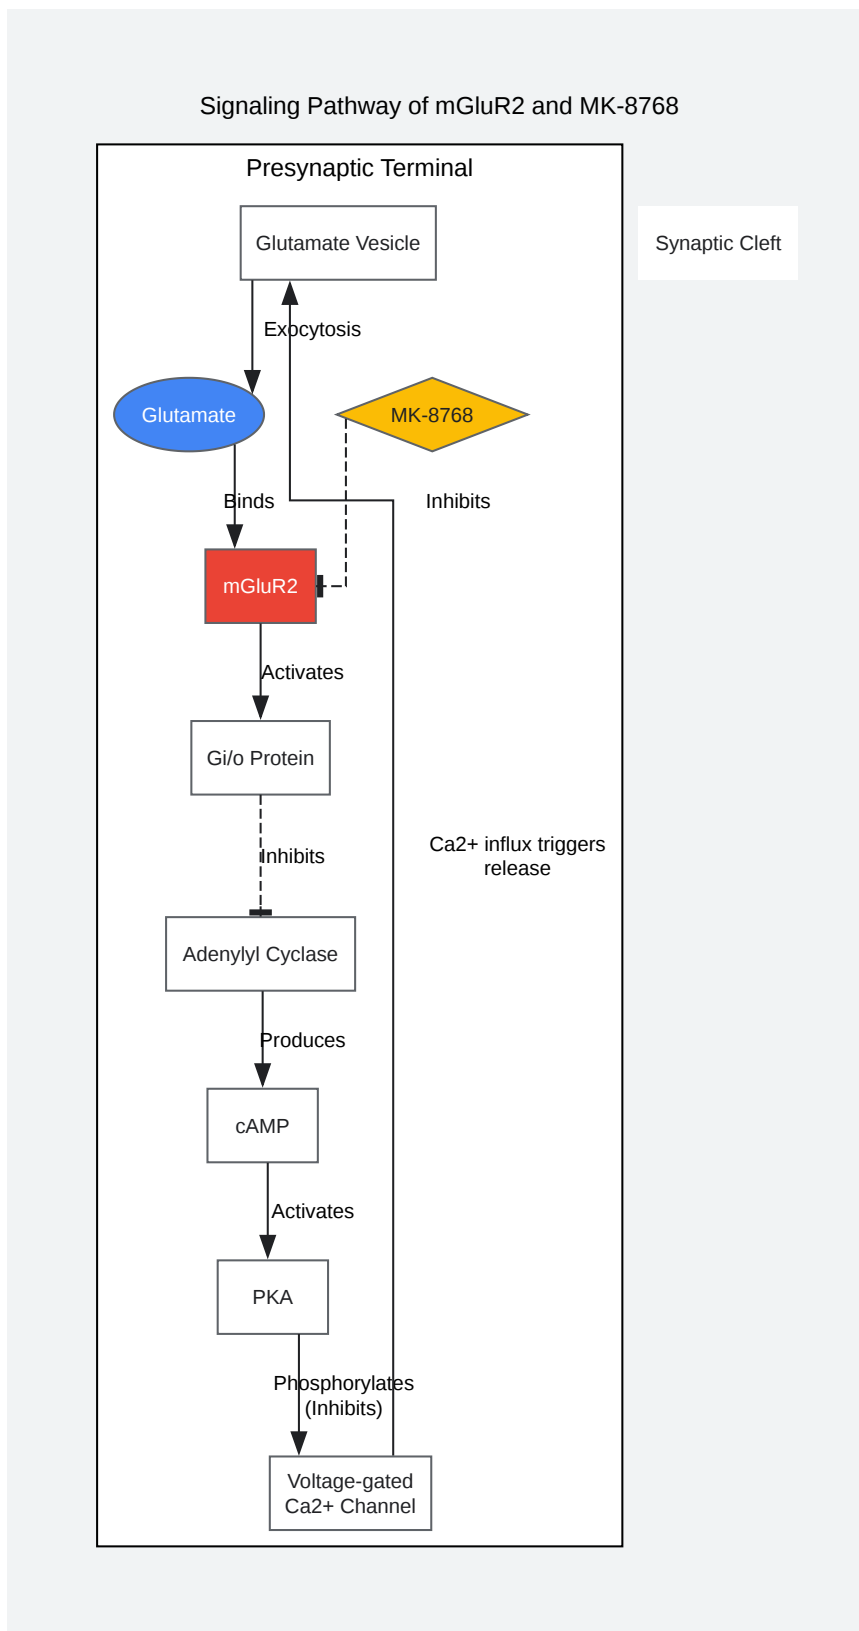 Signaling Pathway of mGluR2 and MK-8768
Presynaptic Terminal
Glutamate Vesicle
Synaptic Cleft
Exocytosis
Glutamate
MK-8768
Binds
Inhibits
mGluR2
Activates
Gi/o Protein
Ca2+ influx triggers
release
Inhibits
Adenylyl Cyclase
Produces
cAMP
Activates
PKA
Phosphorylates
(Inhibits)
Voltage-gated
Ca2+ Channel